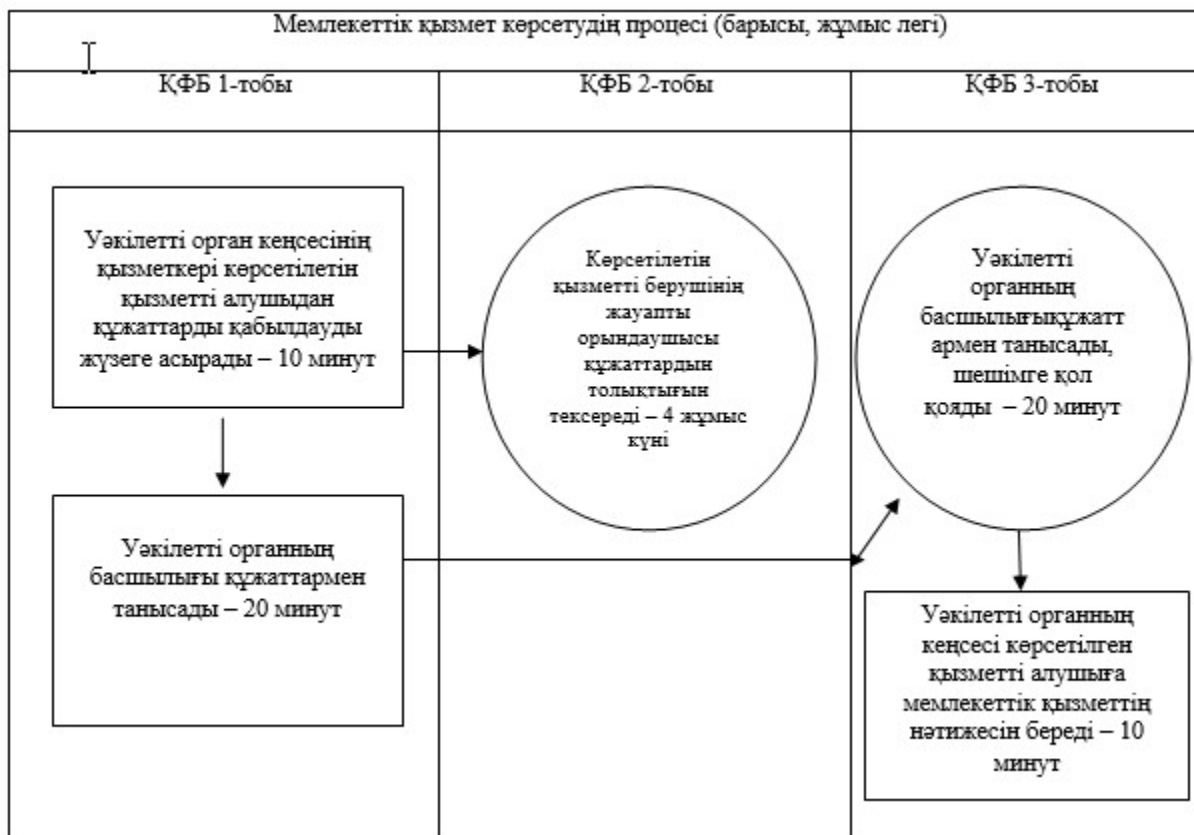 Мемлекеттік қызмет көрсетудің процесі (барысы, жұмыс легі)
ҚФБ 1-тобы
ҚФБ 2-тобы
ҚФБ 3-тобы
Уәкілетті орган кеңсесінің
қызметкері көрсетілетін
қызметті алушыдан
құжаттарды қабылдауды
жүзеге асырады – 10 минут
Уәкілетті органның
басшылығы құжаттармен
танысады – 20 минут
Көрсетілетін
қызметті берушінің
жауапты
орындаушысы
құжаттардын
толықтығын
тексереді – 4 жұмыс
күні
Уәкілетті
органның
басшылығықұжатт
армен танысады,
шешімге қол
қояды – 20 минут
Уәкілетті органның
кеңсесі көрсетілген
қызметті алушыға
мемлекеттік қызметтің
нәтижесін береді – 10
минут